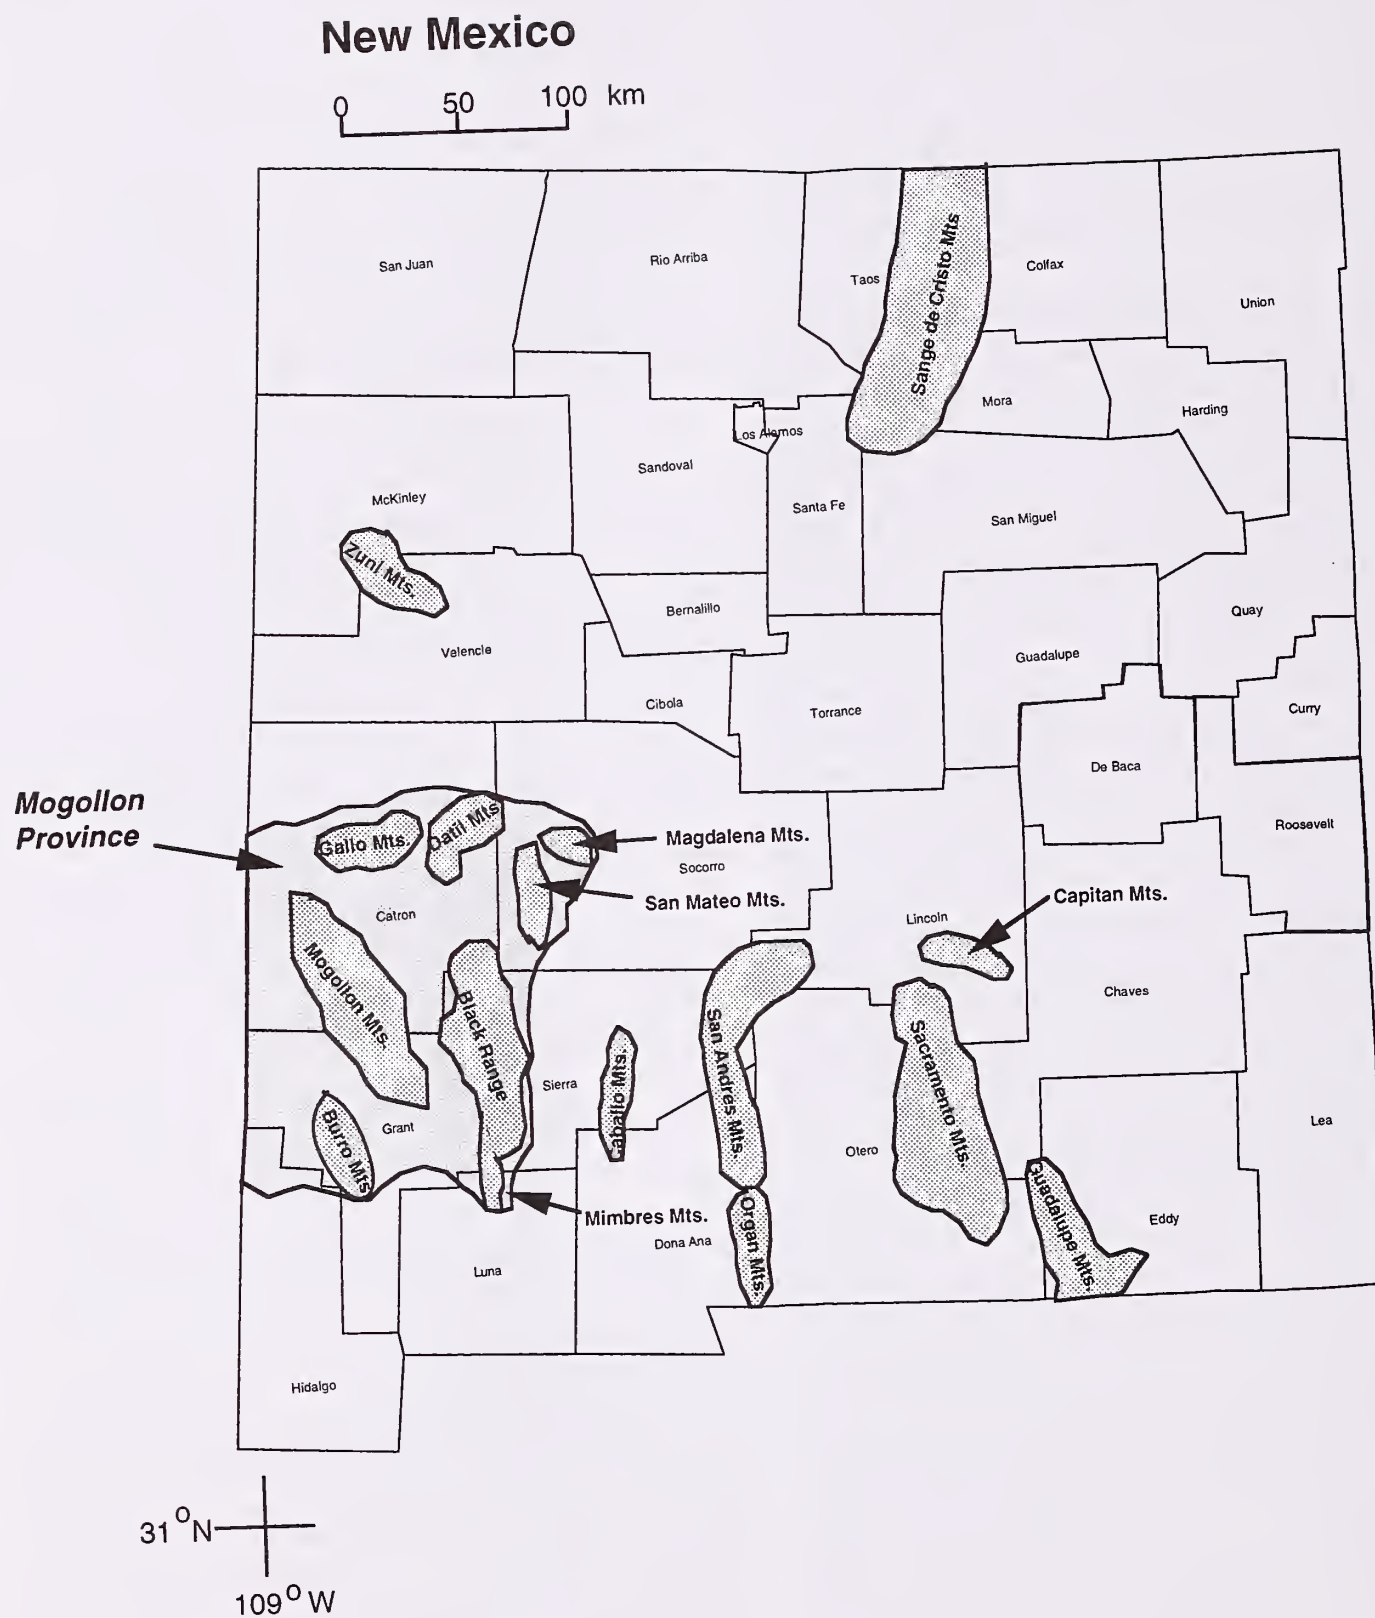 New Mexico
0 50 100 km
San Juan
Rio Arriba
Taos
Sange de Cristo Mts
Colfax
Union
Mora
Harding
Los Alamos
Sandoval
McKinley
Santa Fe
San Miguel
Zuni Mts.
Bernalillo
Quay
Valencie
Guadalupe
Cibola
Torrance
Curry
De Baca
Mogollon
Province
Gallo Mts.
Datil Mts
Magdalena Mts.
Socorro
San Mateo Mts.
Roosevelt
Catron
Lincoln
Capitan Mts.
Mogollon Mts.
Black Range
Chaves
San Andres Mts.
Sacramento Mts.
Sierra
Caballo Mts.
Burro Mts.
Grant
Otero
Lea
Guadalupe Mts.
Mimbres Mts.
Organ Mts.
Eddy
Dona Ana
Luna
Hidalgo
31°N
109°W